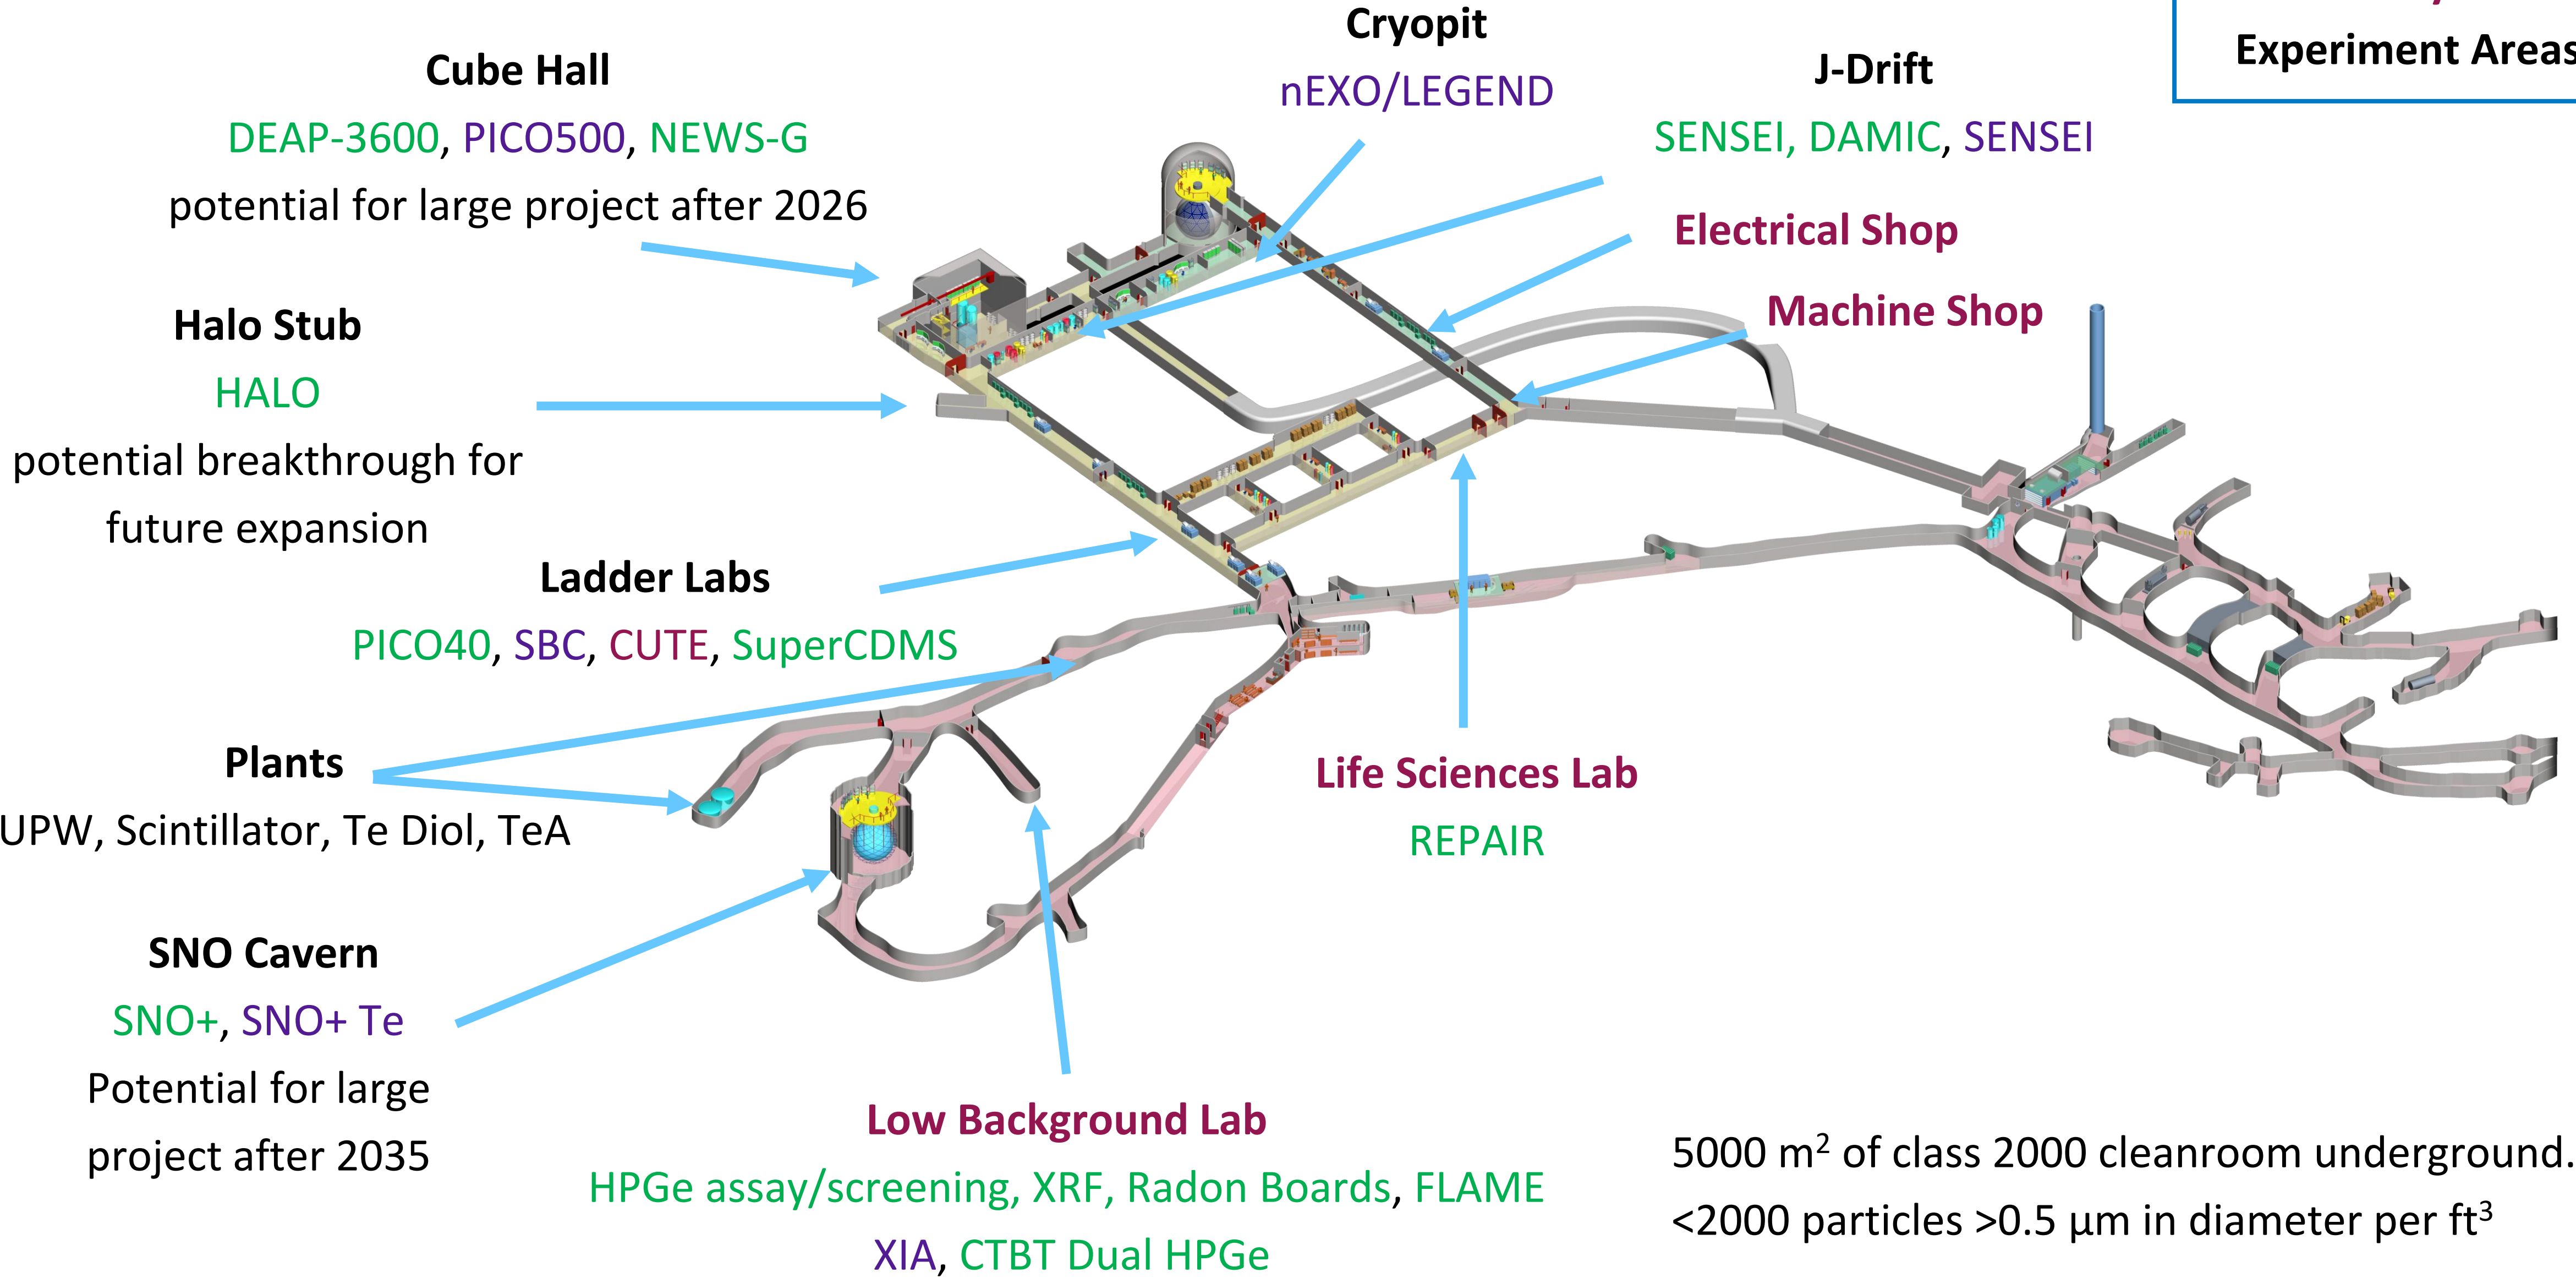 Cryopit
nEXO/LEGEND
Experiment Areas
Cube Hall
DEAP-3600, PICO500, NEWS-G
potential for large project after 2026
J-Drift
SENSEI, DAMIC, SENSEI
Electrical Shop
Machine Shop
Halo Stub
HALO
potential breakthrough for
future expansion
Ladder Labs
PICO40, SBC, CUTE, SuperCDMS
Plants
UPW, Scintillator, Te Diol, TeA
Life Sciences Lab
REPAIR
SNO Cavern
SNO+, SNO+ Te
Potential for large
project after 2035
Low Background Lab
HPGe assay/screening, XRF, Radon Boards, FLAME
XIA, CTBT Dual HPGe
5000 m² of class 2000 cleanroom underground.
<2000 particles >0.5 µm in diameter per ft³